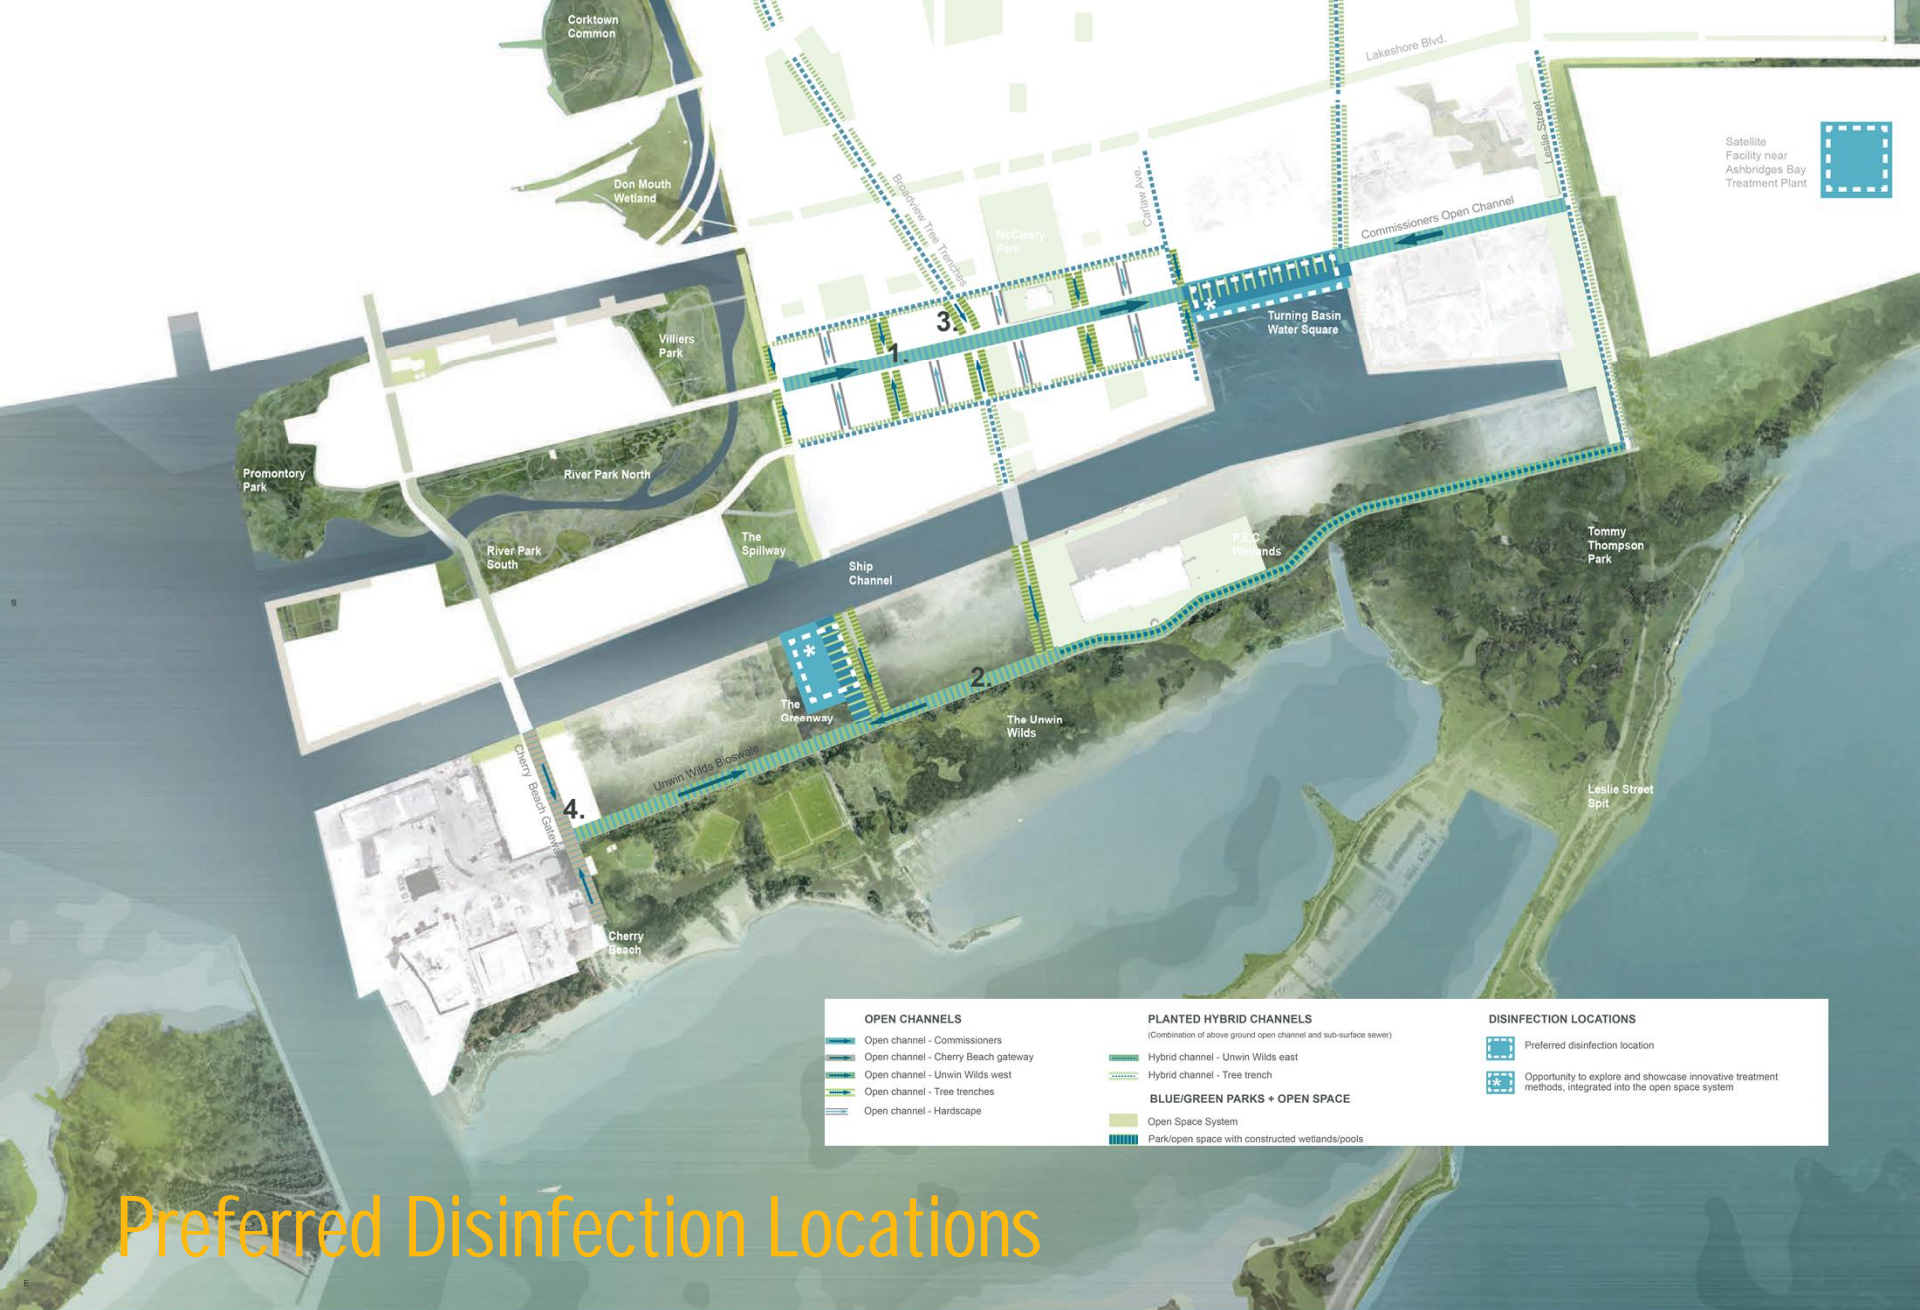 Corktown
Common
Lakeshore Blvd.
Leslie Street
Satellite
Facility near
Ashbridges Bay
Treatment Plant
Don Mouth
Wetland
Broadview Tree Trenches
Carlaw Ave.
McCleary
Park
Commissioners Open Channel
Villiers
Park
3.
1.
*
Turning Basin
Water Square
Promontory
Park
River Park North
River Park
South
The
Spillway
Ship
Channel
P.E.C
Wetlands
Tommy
Thompson
Park
S
*
2.
The
Greenway
The Unwin
Wilds
Unwin Wilds Bioswale
Cherry Beach Gateway
4.
Leslie Street
Spit
Cherry
Beach
OPEN CHANNELS
Open channel - Commissioners
Open channel - Cherry Beach gateway
Open channel - Unwin Wilds west
Open channel - Tree trenches
Open channel - Hardscape
PLANTED HYBRID CHANNELS
(Combination of above ground open channel and sub-surface sewer)
Hybrid channel - Unwin Wilds east
Hybrid channel - Tree trench
BLUE/GREEN PARKS + OPEN SPACE
Open Space System
Park/open space with constructed wetlands/pools
DISINFECTION LOCATIONS
Preferred disinfection location
*
Opportunity to explore and showcase innovative treatment
methods, integrated into the open space system
Preferred Disinfection Locations
E